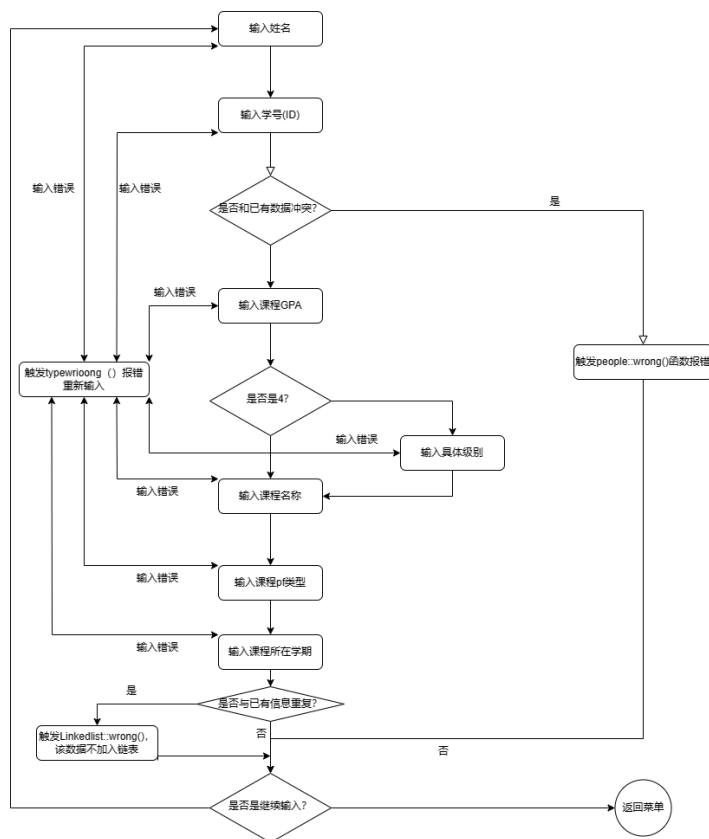 输入姓名
输入学号(ID)
输入错误
输入错误
是否和已有数据冲突？
是
输入错误
输入课程GPA
触发typewrioong（）报错
重新输入
触发people::wrong()函数报错
是否是4？
输入错误
输入具体级别
输入错误
输入课程名称
输入错误
输入课程pf类型
输入错误
输入课程所在学期
是
是否与已有信息重复？
触发Linkedlist::wrong()，
该数据不加入链表
否
否
是否是继续输入？
返回菜单